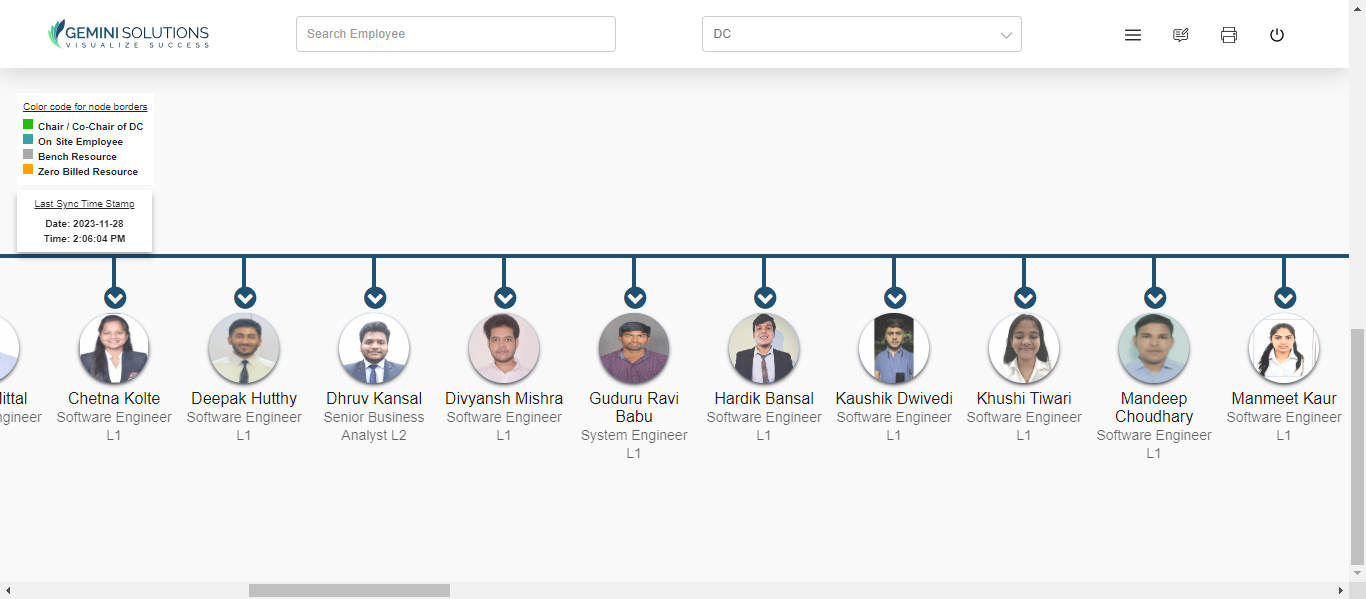 GEMINI SOLUTIONS
VISUALIZE SUCCESS
Search Employee
DC
Color code for node borders
Chair / Co-Chair of DC
On Site Employee
Bench Resource
Zero Billed Resource
Last Sync Time Stamp
Date: 2023-11-28
Time: 2:06:04 PM
Chetna Kolte
Software Engineer
L1
Deepak Hutthy
Software Engineer
L1
Dhruv Kansal
Senior Business
Analyst L2
Divyansh Mishra
Software Engineer
L1
Guduru Ravi
Babu
System Engineer
L1
Hardik Bansal
Software Engineer
L1
Kaushik Dwivedi
Software Engineer
L1
Khushi Tiwari
Software Engineer
L1
Mandeep
Choudhary
Software Engineer
L1
Manmeet Kaur
Software Engineer
L1